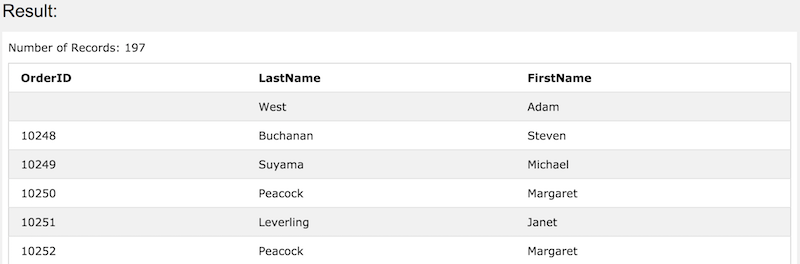 Result:
Number of Records: 197
OrderID LastName FirstName
West Adam
10248 Buchanan Steven
10249 Suyama Michael
10250 Peacock Margaret
10251 Leverling Janet
10252 Peacock Margaret